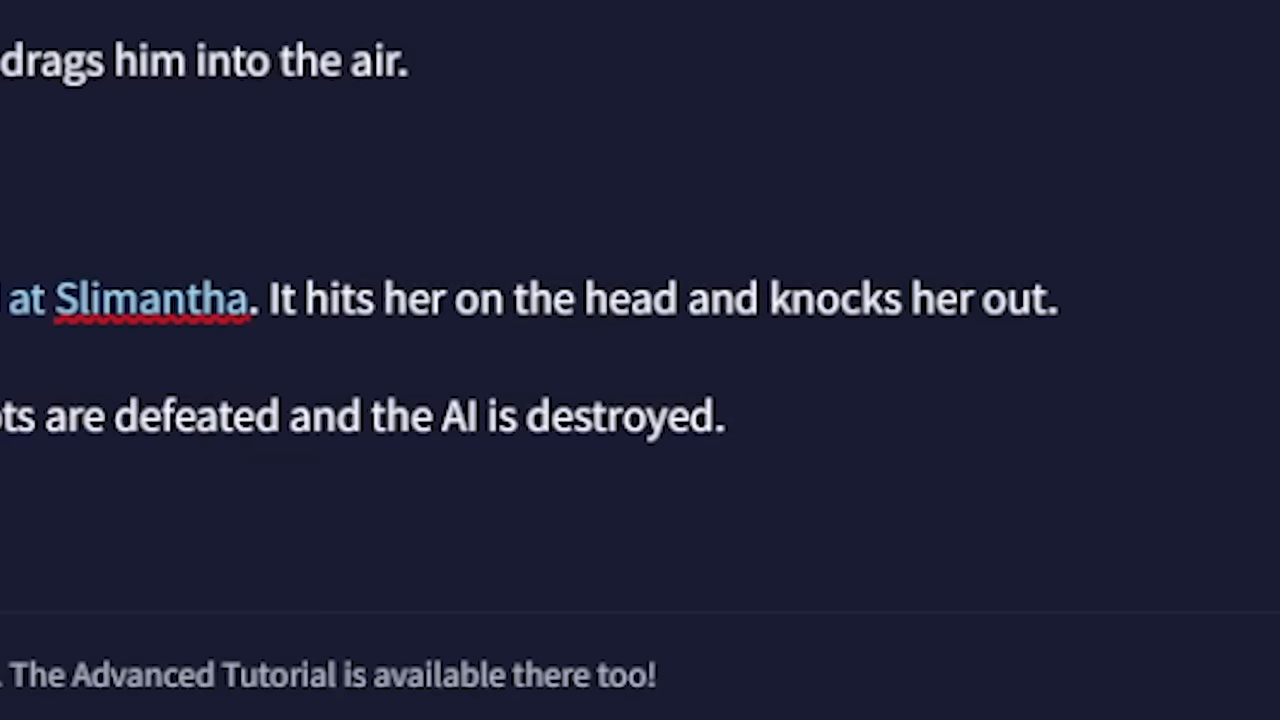 drags him into the air.
at Slimantha. It hits her on the head and knocks her out.
are defeated and the AI is destroyed.
. The Advanced Tutorial is available there too!